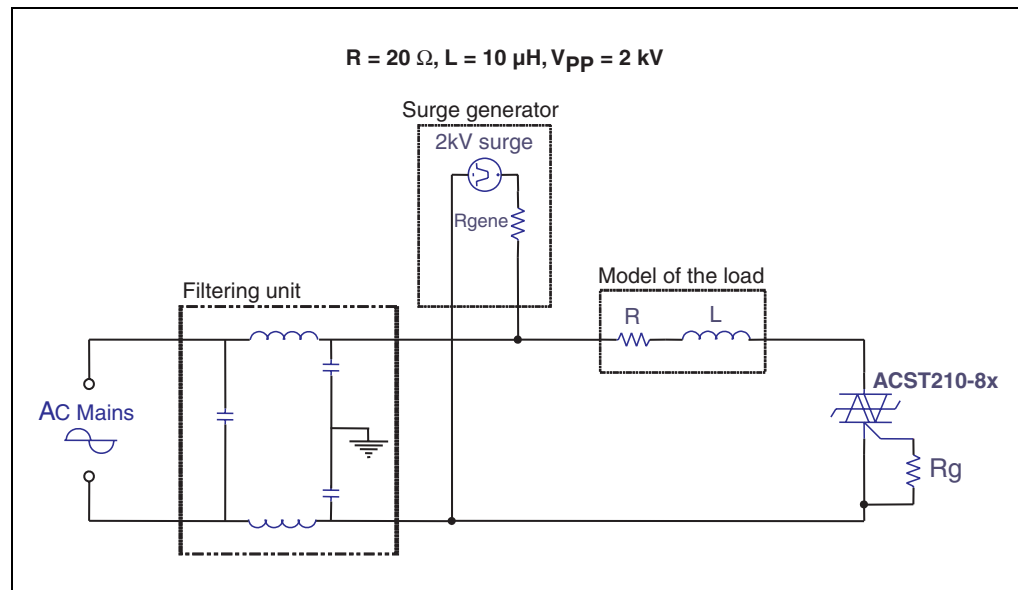 R = 20 Ω, L = 10 µH, VPP = 2 kV
Surge generator
2kV surge
Rgene
Model of the load
Filtering unit
R
L
ACST210-8x
AC Mains
Rg